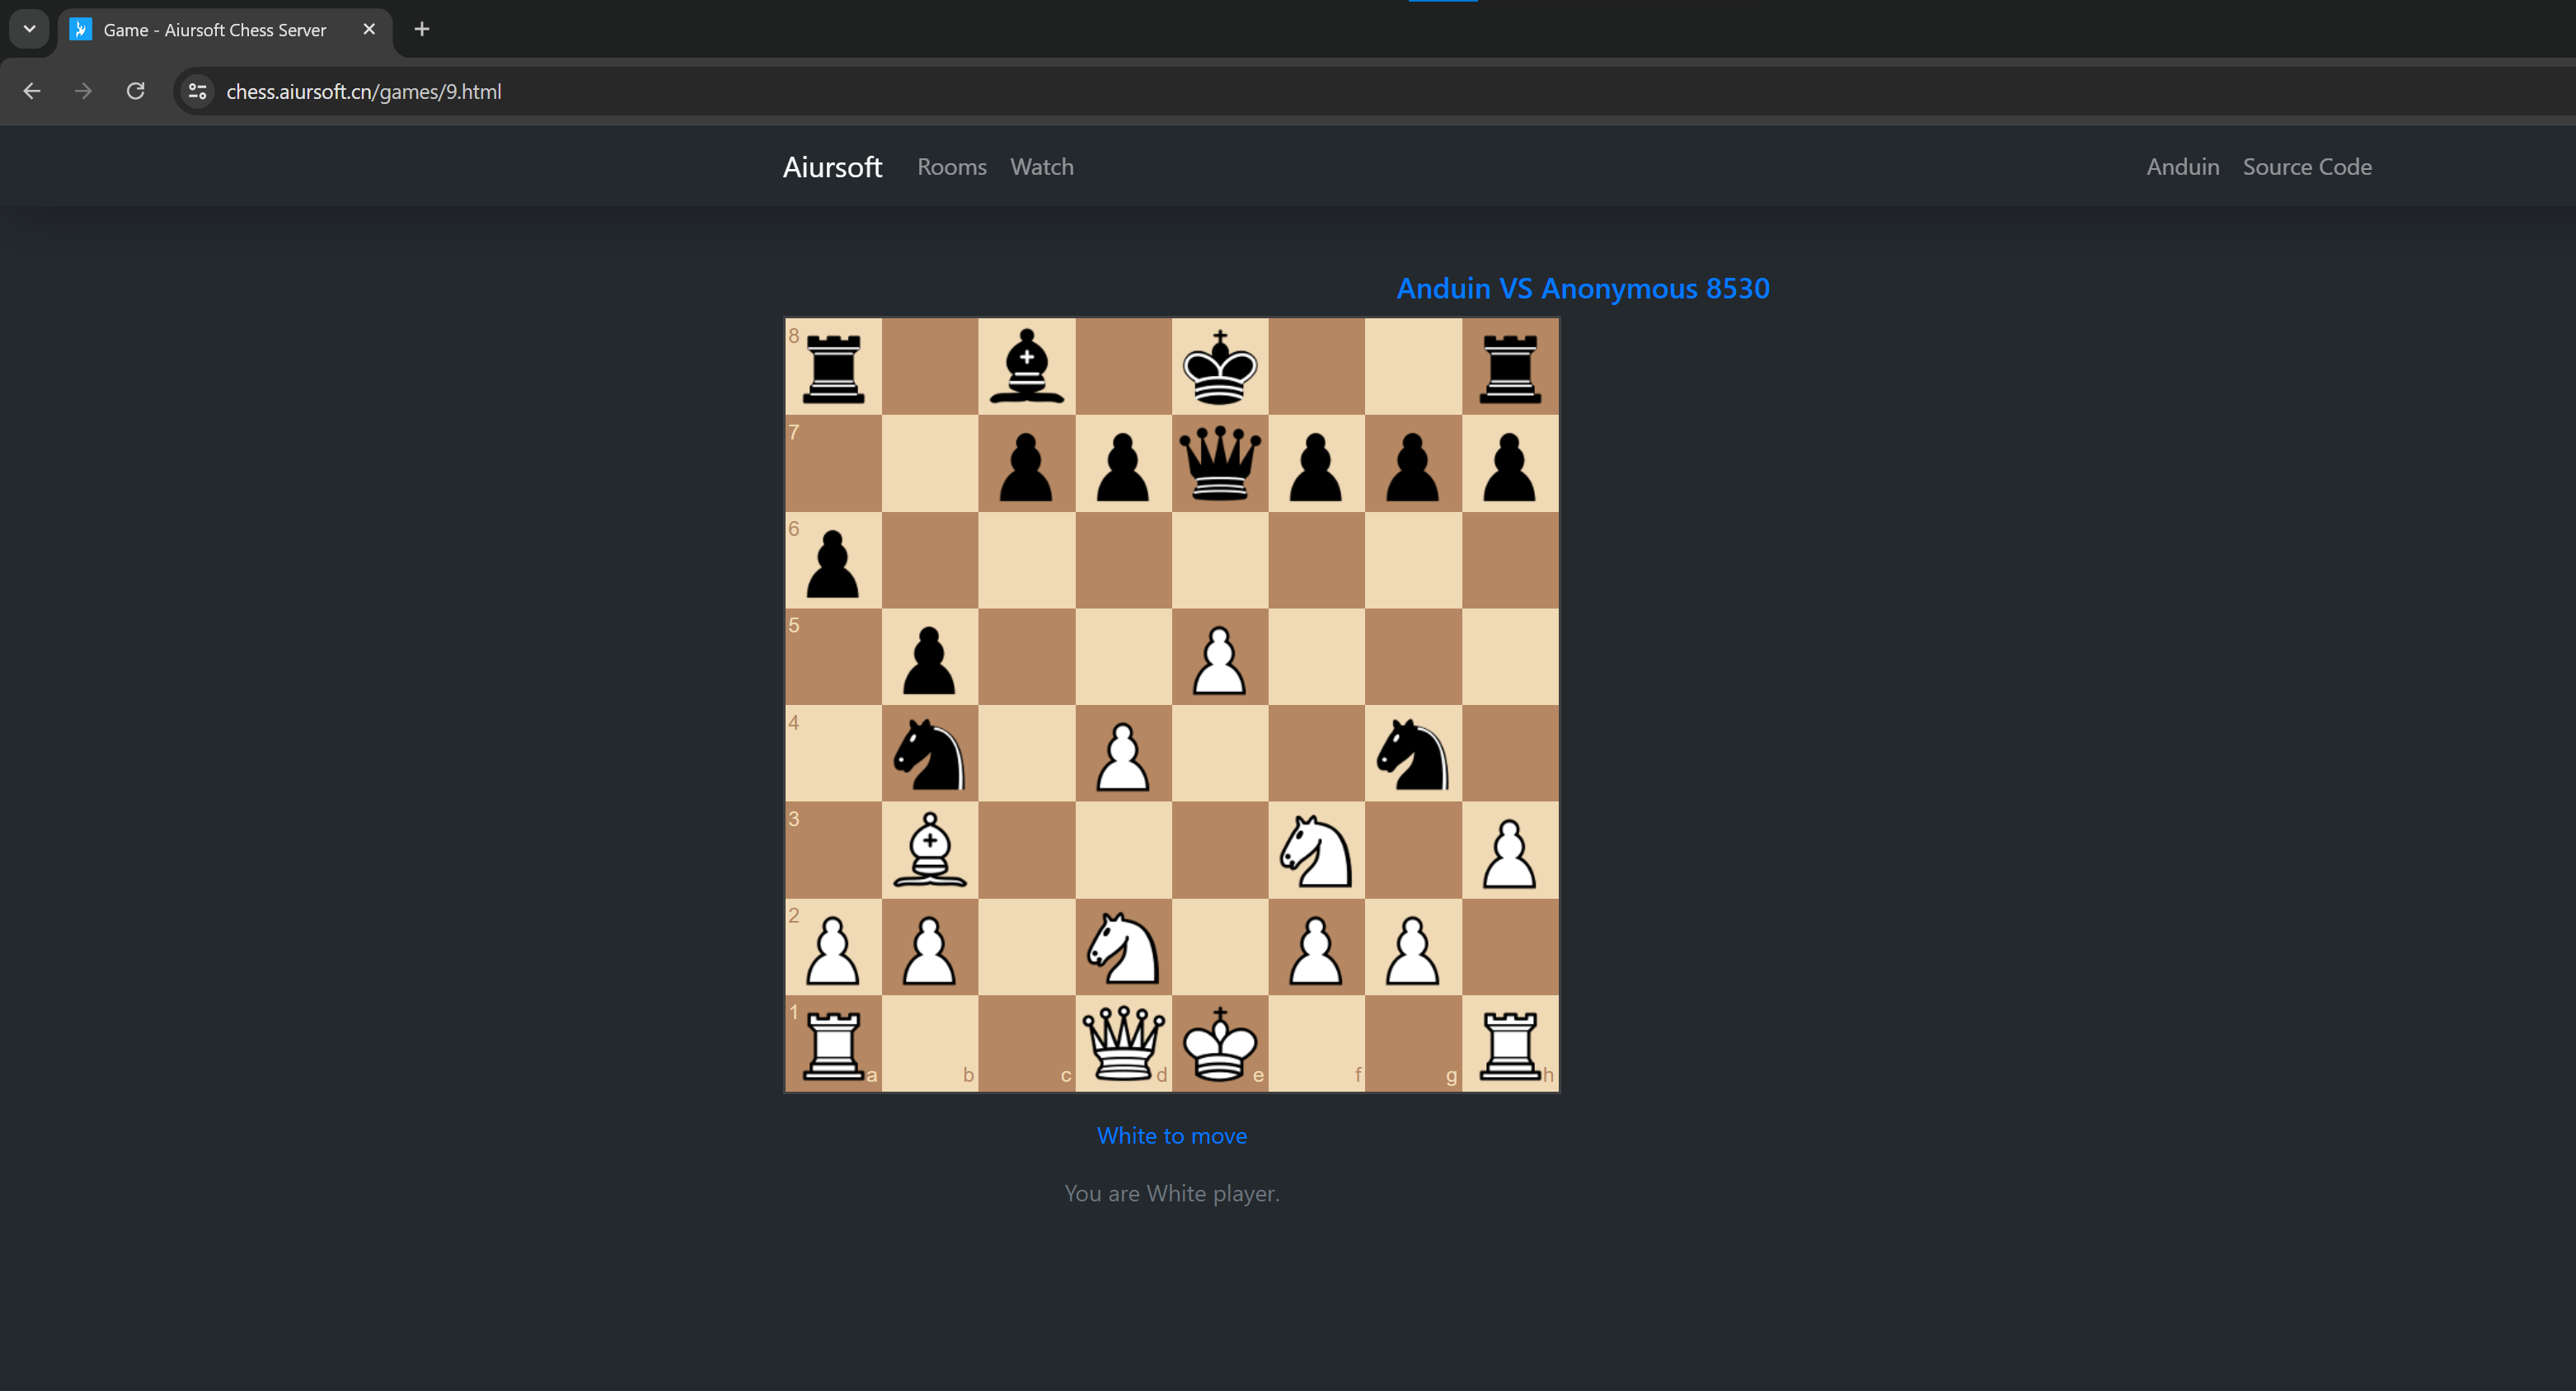 Game - Aiursoft Chess Server
chess.aiursoft.cn/games/9.html
Aiursoft Rooms Watch Anduin Source Code
Anduin VS Anonymous 8530
8
7
6
5
4
3
2
1
a b c d e f g h
White to move
You are White player.